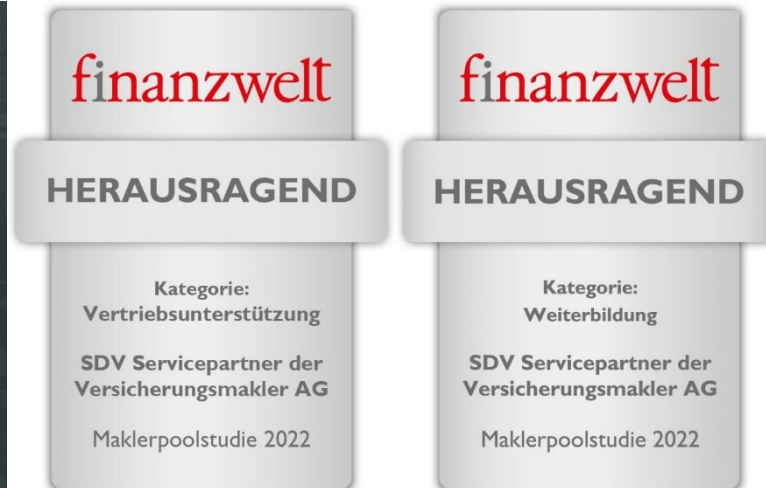 finanzwelt
HERAUSRAGEND
Kategorie:
Vertriebsunterstützung
SDV Servicepartner der
Versicherungsmakler AG
Maklerpoolstudie 2022
finanzwelt
HERAUSRAGEND
Kategorie:
Weiterbildung
SDV Servicepartner der
Versicherungsmakler AG
Maklerpoolstudie 2022